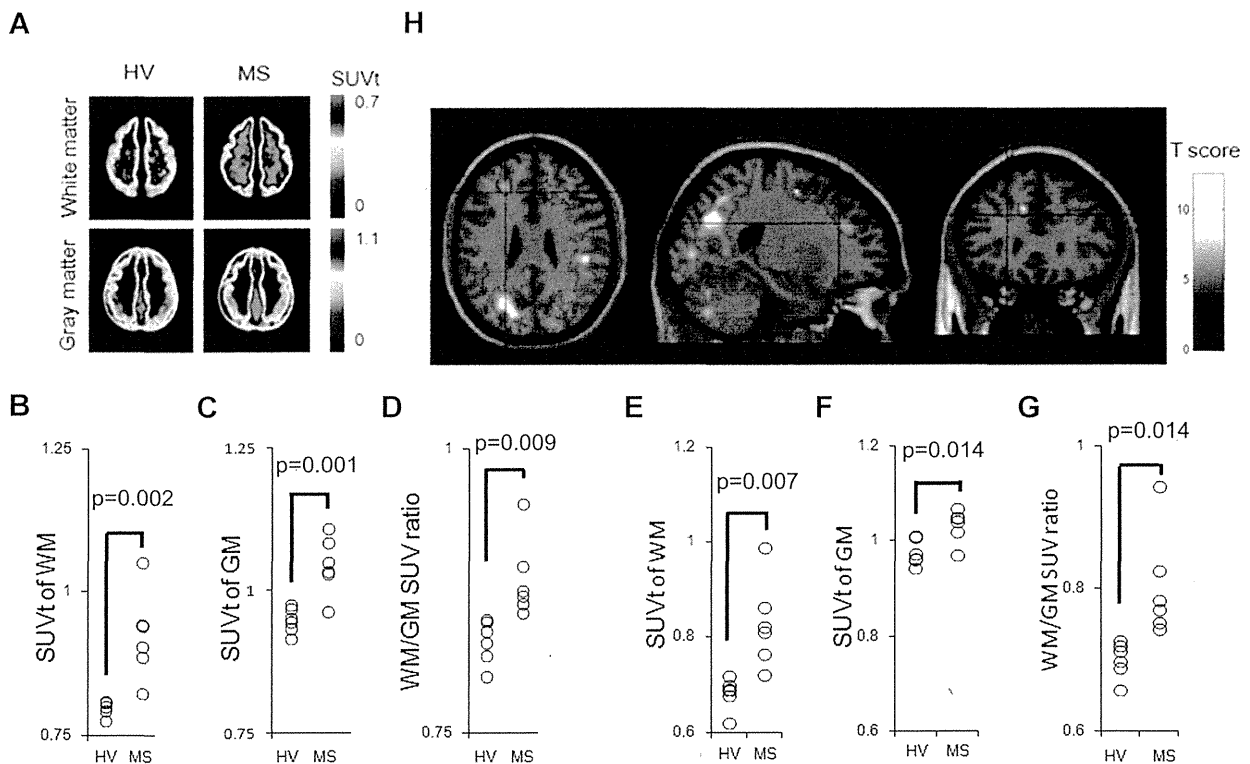 A
H
HV MS SUVt
White matter
0.7
0
Gray matter
1.1
0
T score
10
5
0
B
SUVt of WM
1.25
1
0.75
p=0.002
HV MS
C
SUVt of GM
1.25
1
0.75
p=0.001
HV MS
D
WM/GM SUV ratio
1
0.75
p=0.009
HV MS
E
SUVt of WM
1.2
1
0.8
0.6
p=0.007
HV MS
F
SUVt of GM
1.2
1
0.8
0.6
p=0.014
HV MS
G
WM/GM SUV ratio
1
0.8
0.6
p=0.014
HV MS